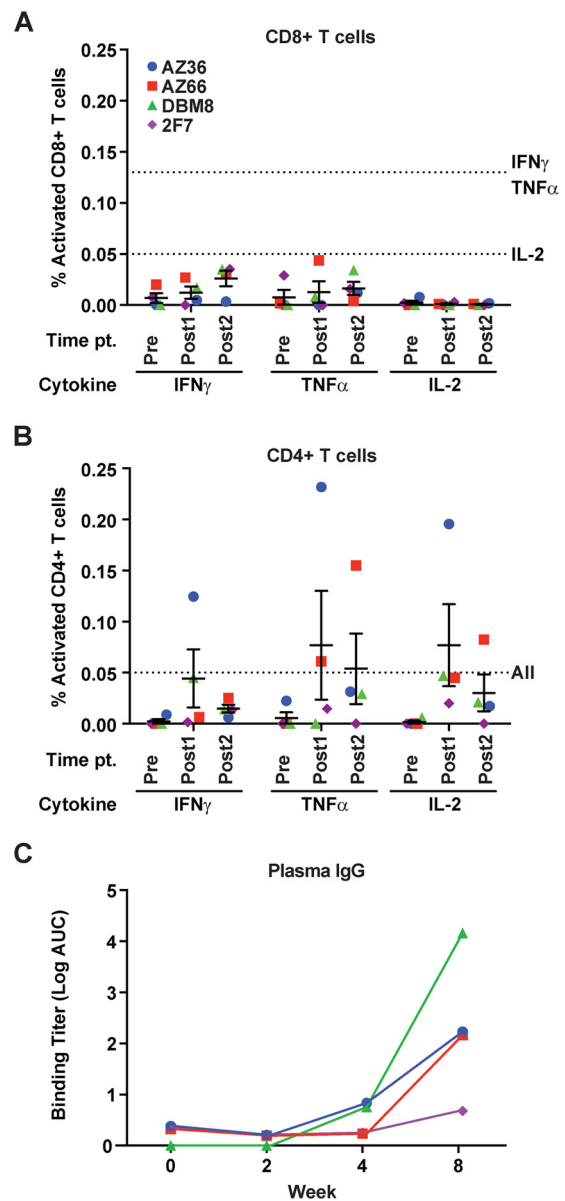 A
CD8+ T cells
% Activated CD8+ T cells
0.25
0.20
0.15
0.10
0.05
0.00
AZ36
AZ66
DBM8
2F7
IFNγ
TNFα
IL-2
Time pt.
Pre Post1 Post2 Pre Post1 Post2 Pre Post1 Post2
Cytokine IFNγ TNFα IL-2
B
CD4+ T cells
% Activated CD4+ T cells
0.25
0.20
0.15
0.10
0.05
0.00
All
Time pt.
Pre Post1 Post2 Pre Post1 Post2 Pre Post1 Post2
Cytokine IFNγ TNFα IL-2
C
Plasma IgG
Binding Titer (Log AUC)
5
4
3
2
1
0
0 2 4 8
Week